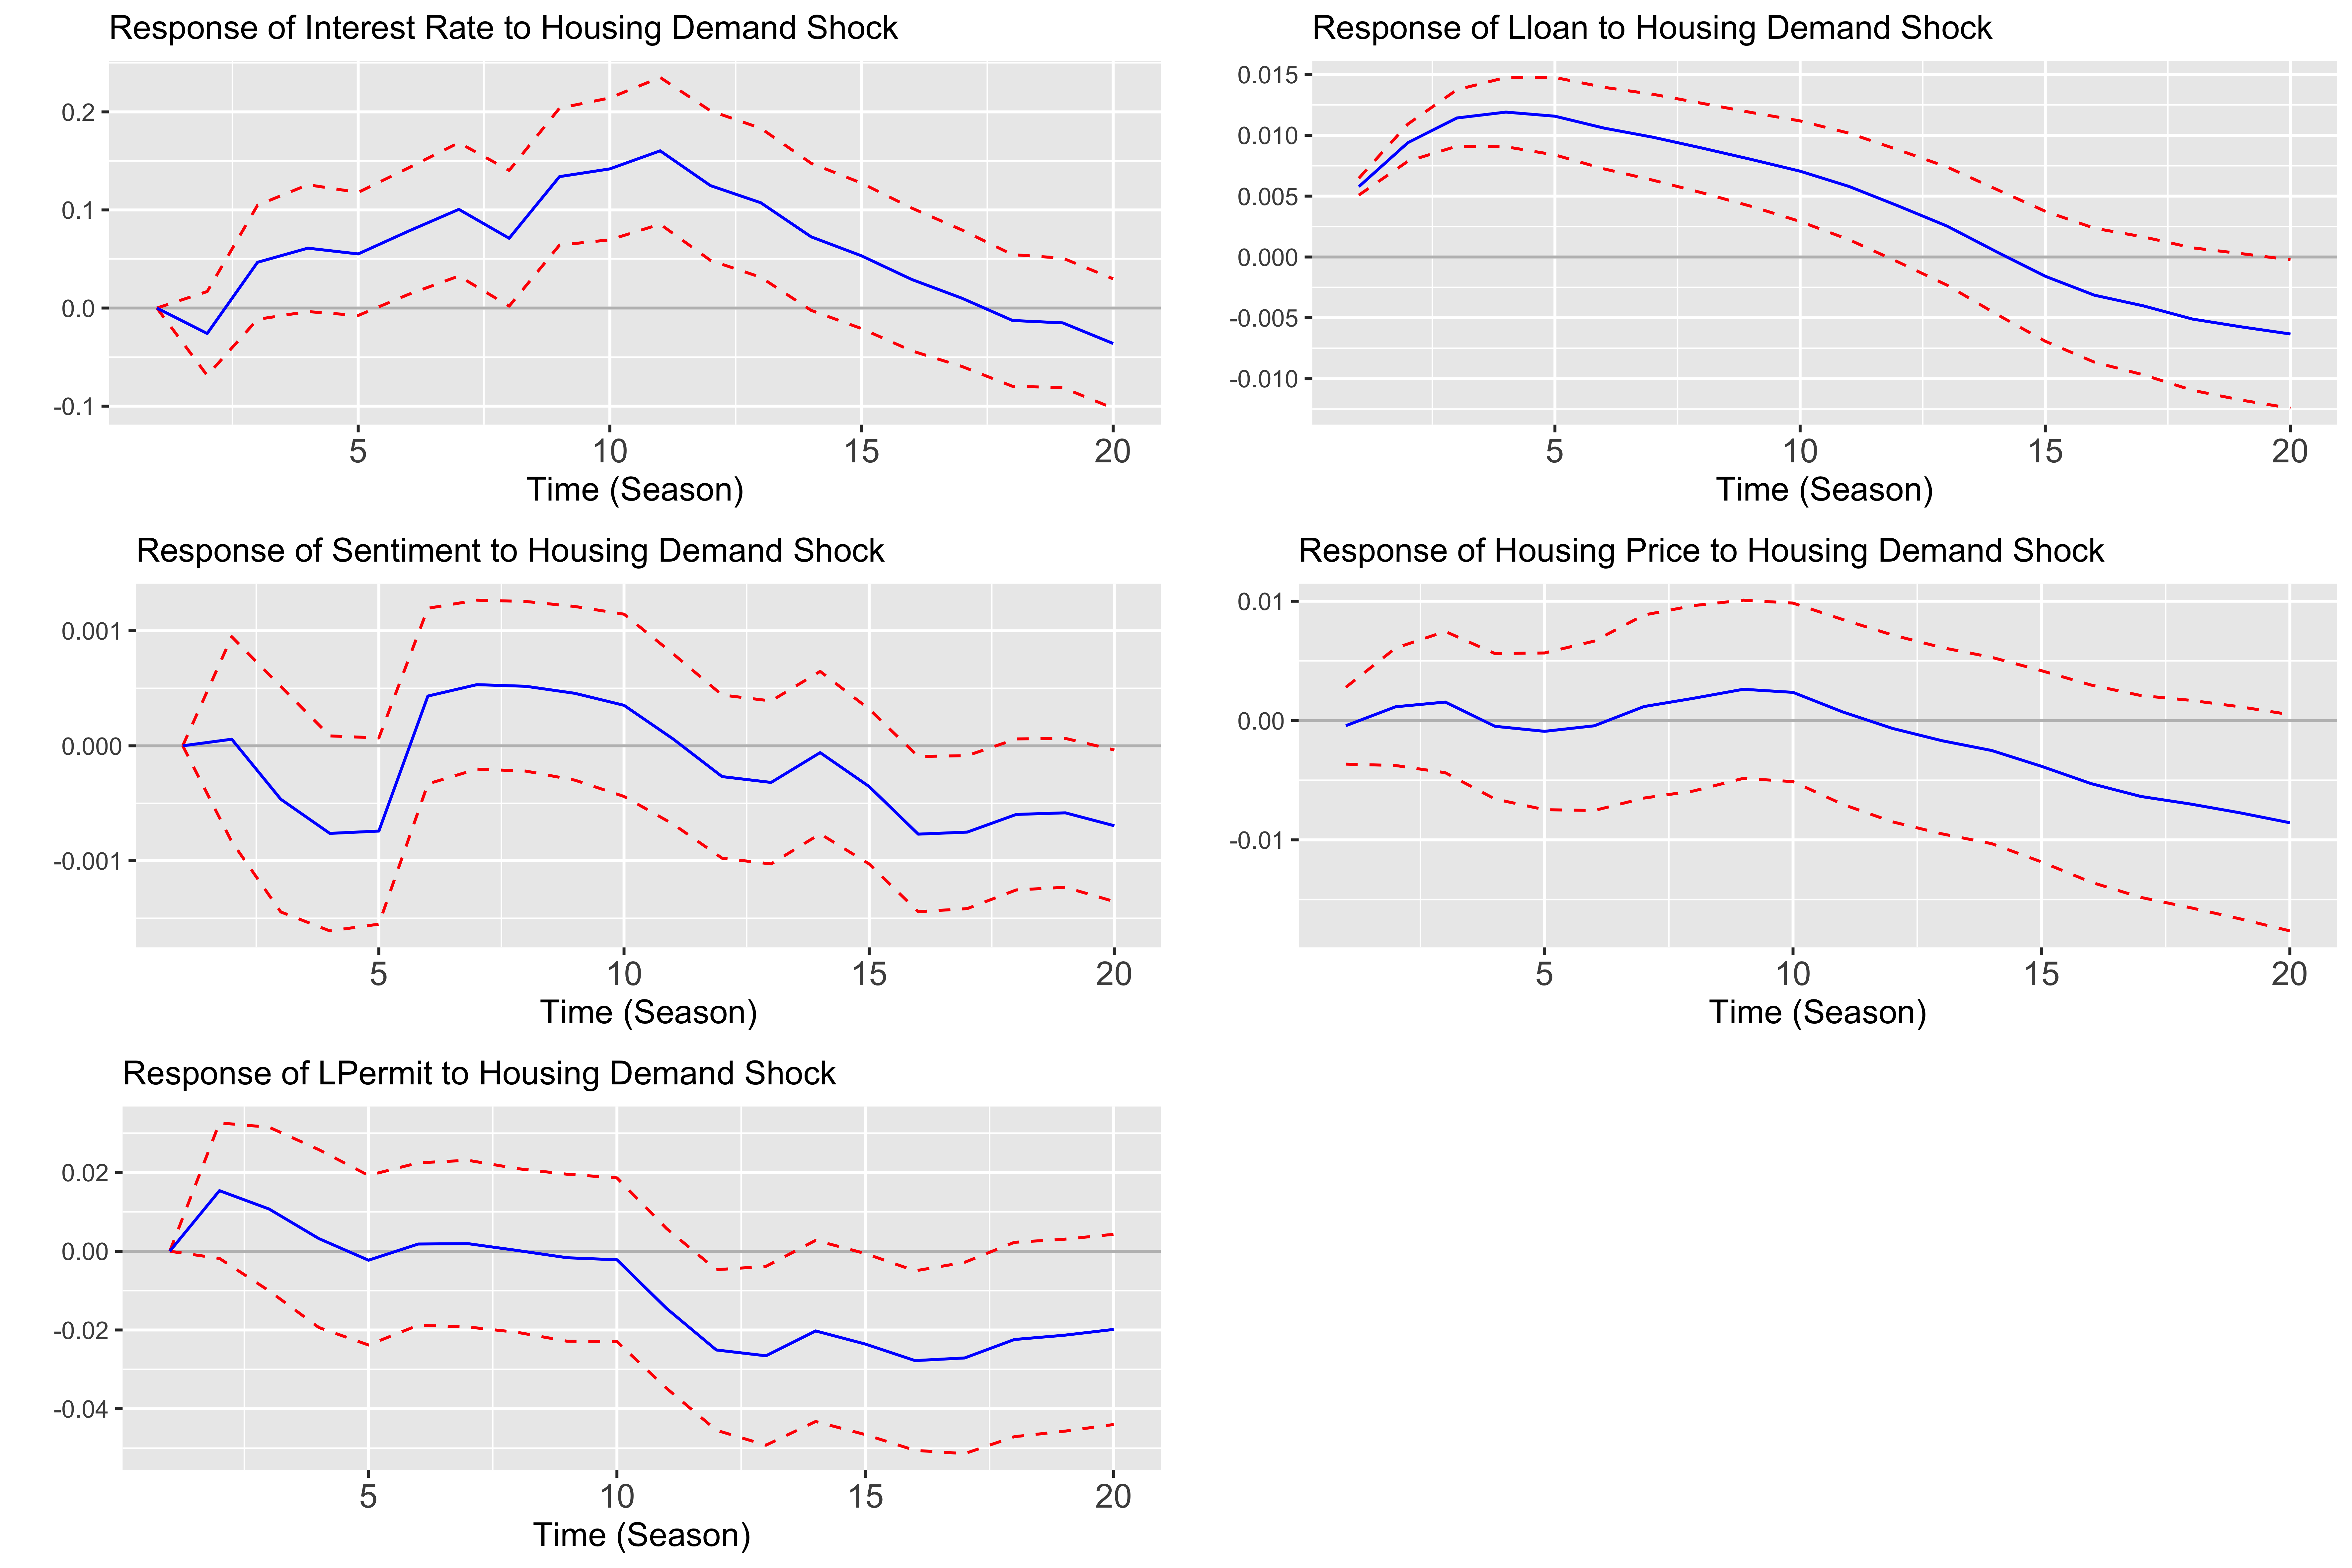 Response of Interest Rate to Housing Demand Shock
0.2
0.1
0.0
-0.1
5 10 15 20
Time (Season)
Response of Lloan to Housing Demand Shock
0.015
0.010
0.005
0.000
-0.005
-0.010
5 10 15 20
Time (Season)
Response of Sentiment to Housing Demand Shock
0.001
0.000
-0.001
5 10 15 20
Time (Season)
Response of Housing Price to Housing Demand Shock
0.01
0.00
-0.01
5 10 15 20
Time (Season)
Response of LPermit to Housing Demand Shock
0.02
0.00
-0.02
-0.04
5 10 15 20
Time (Season)